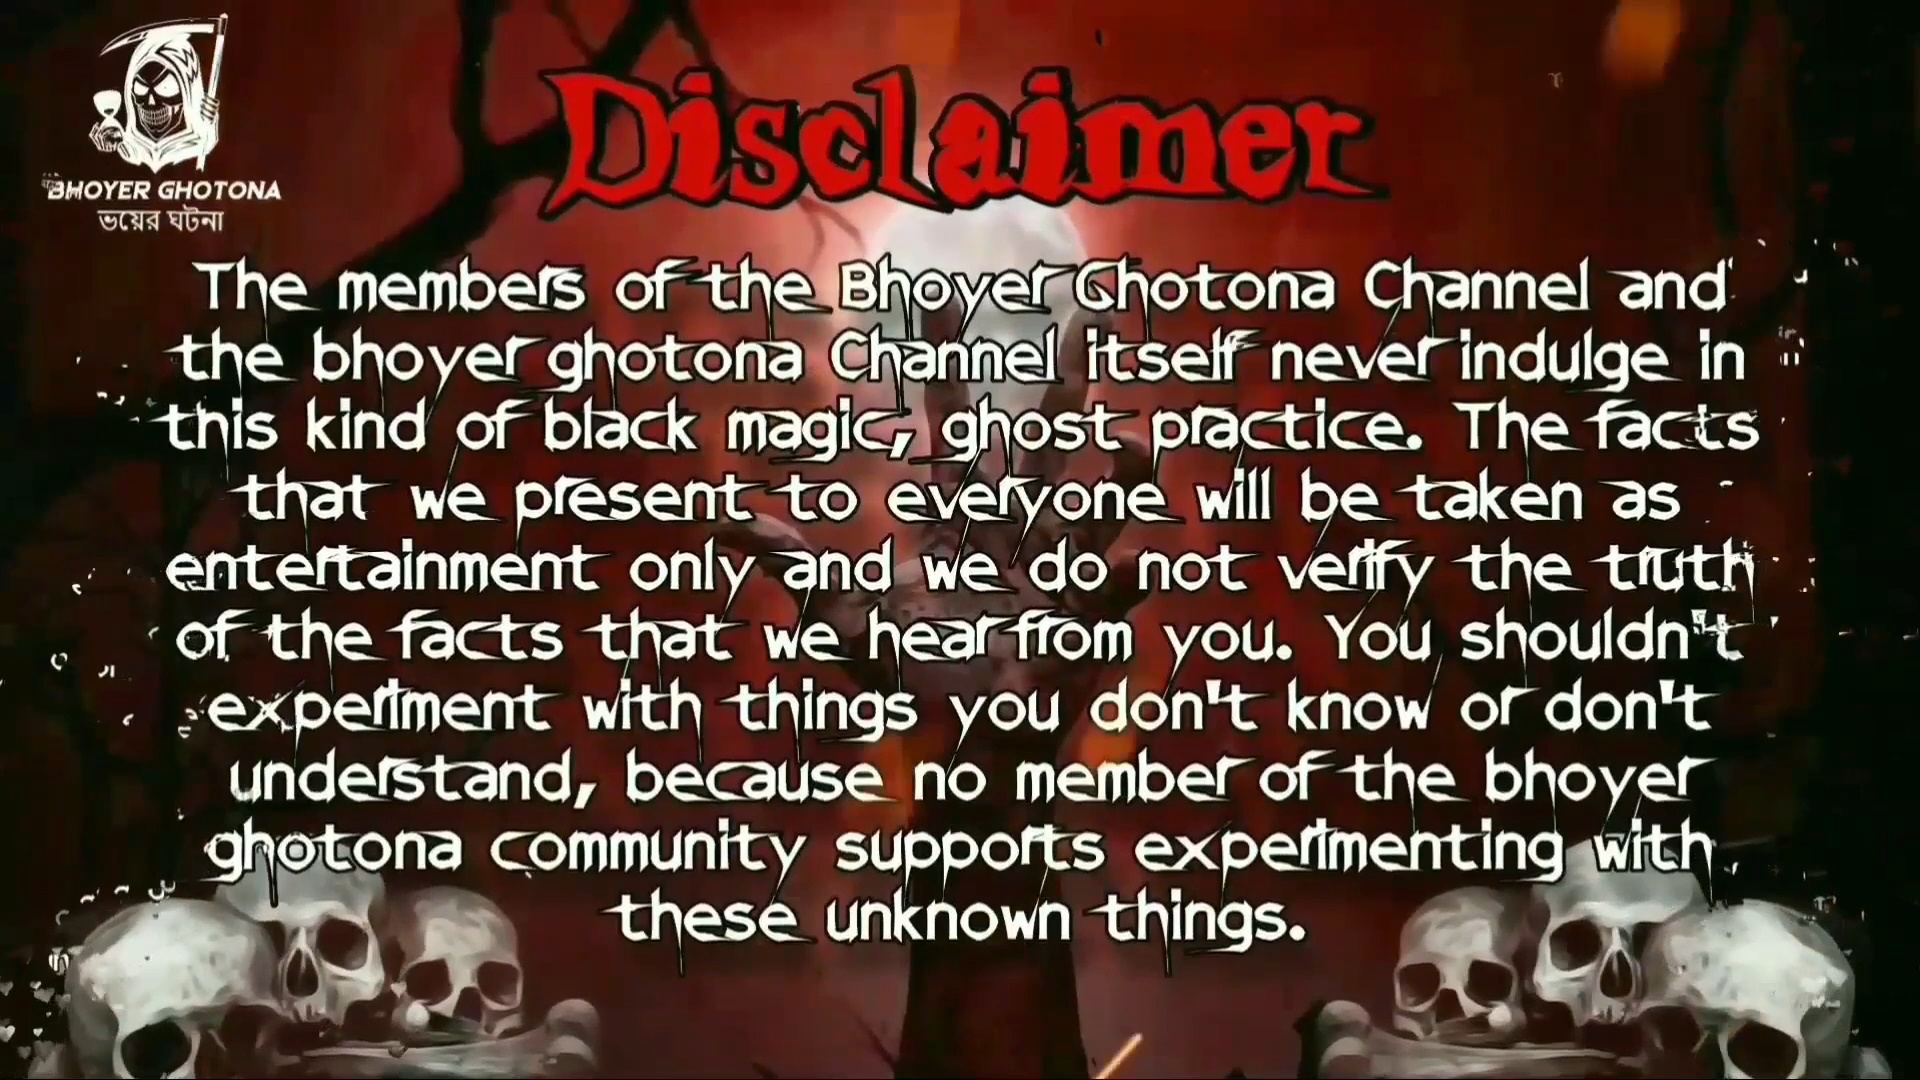 BHOYER GHOTONA
ভয়ের ঘটনা
Disclaimer
The members of the Bhoyer Ghotona Channel and
the bhoyer ghotona Channel itself never indulge in
this kind of black magic, ghost practice. The facts
that we present to everyone will be taken as
entertainment only and we do not verify the truth
of the facts that we hear from you. You shouldn't
experiment with things you don't know or don't
understand, because no member of the bhoyer
ghotona community supports experimenting with
these unknown things.